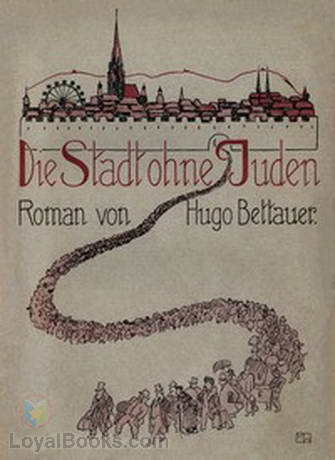 Die Stadt ohne Juden
Roman von Hugo Bettauer.
LoyalBooks.com